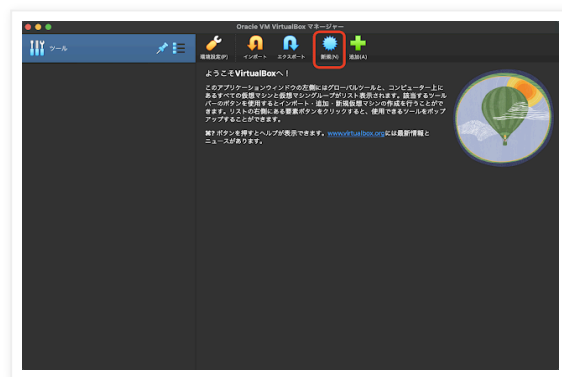 Oracle VM VirtualBox マネージャー
ツール
環境設定(P)
インポート
エクスポート
新規(N)
追加(A)
ようこそVirtualBoxへ！
このアプリケーションウィンドウの左側にはグローバルツールと、コンピューター上に
あるすべての仮想マシンと仮想マシングループがリスト表示されます。該当するツール
バーのボタンを使用するとインポート・追加・新規仮想マシンの作成を行うことがで
きます。リストの右側にある要素ボタンをクリックすると、使用できるツールをポップ
アップすることができます。
⌘? ボタンを押すとヘルプが表示できます。www.virtualbox.orgには最新情報と
ニュースがあります。